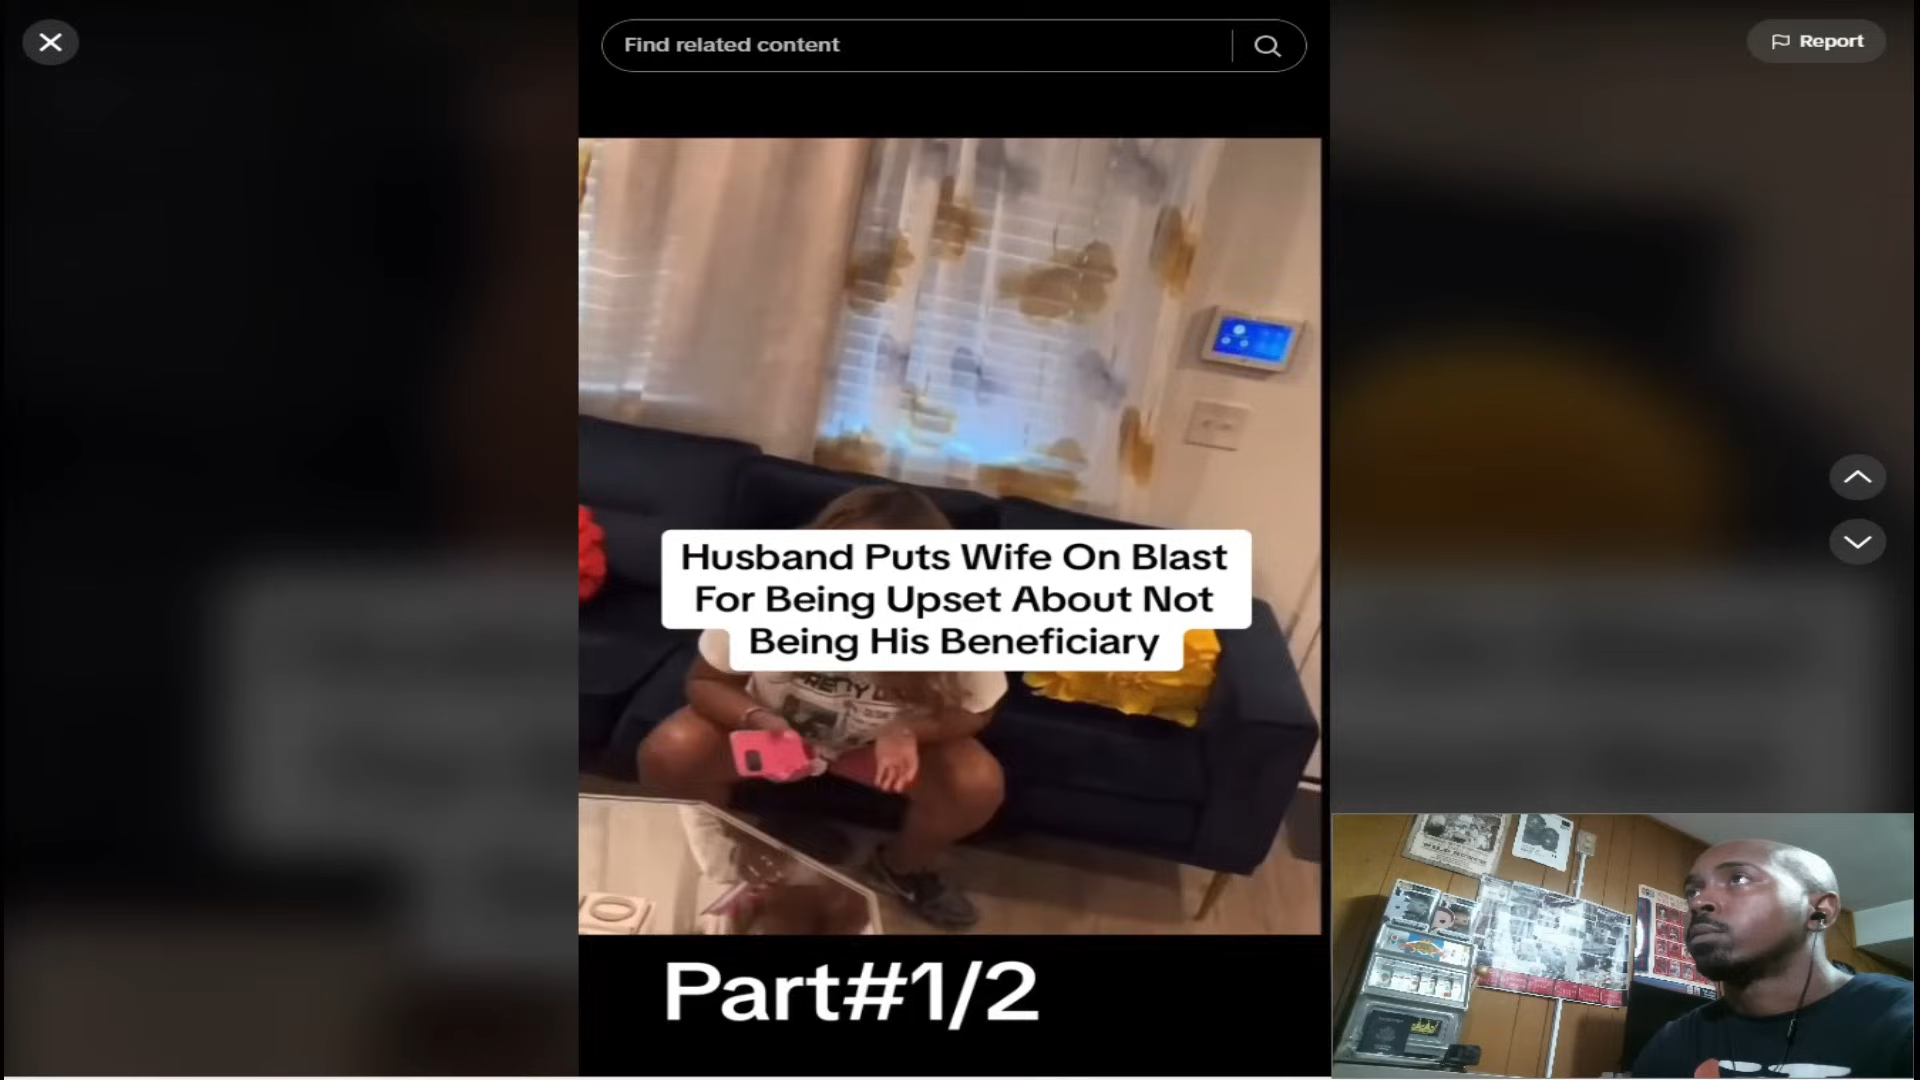 Find related content
Report
Husband Puts Wife On Blast
For Being Upset About Not
Being His Beneficiary
Part#1/2